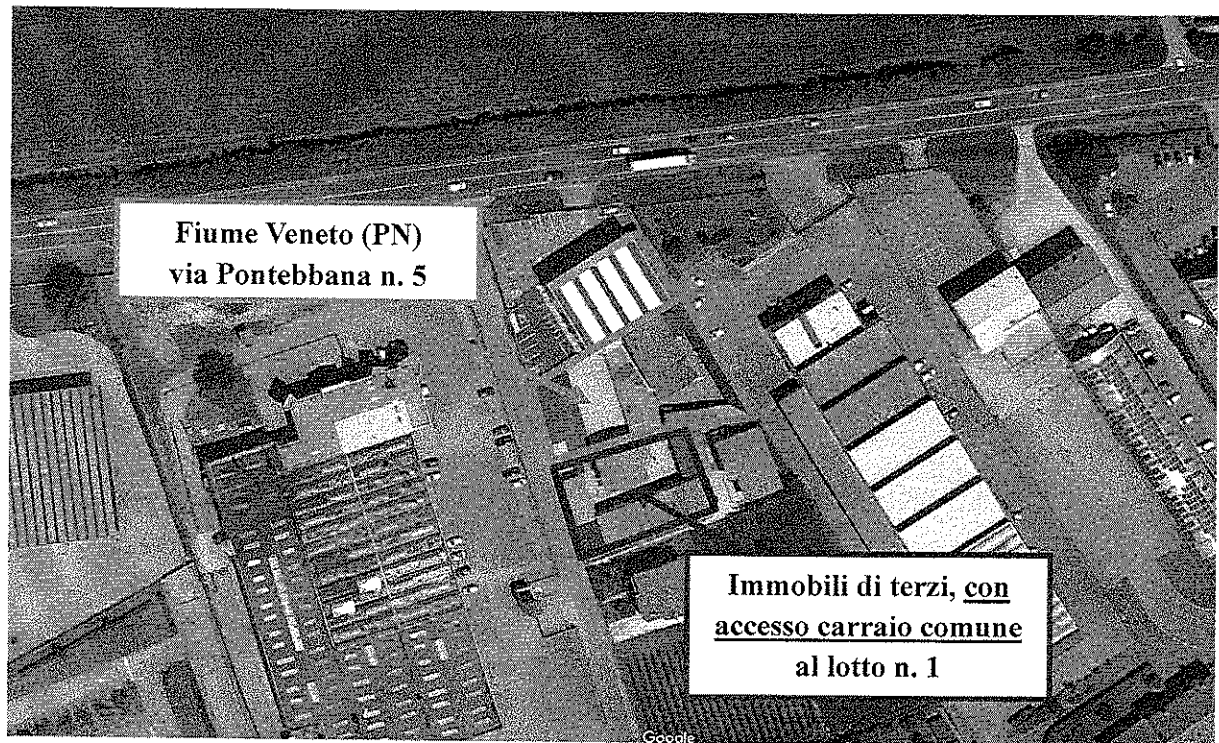 Fiume Veneto (PN)
via Pontebbana n. 5
Immobili di terzi, con
accesso carraio comune
al lotto n. 1
Google